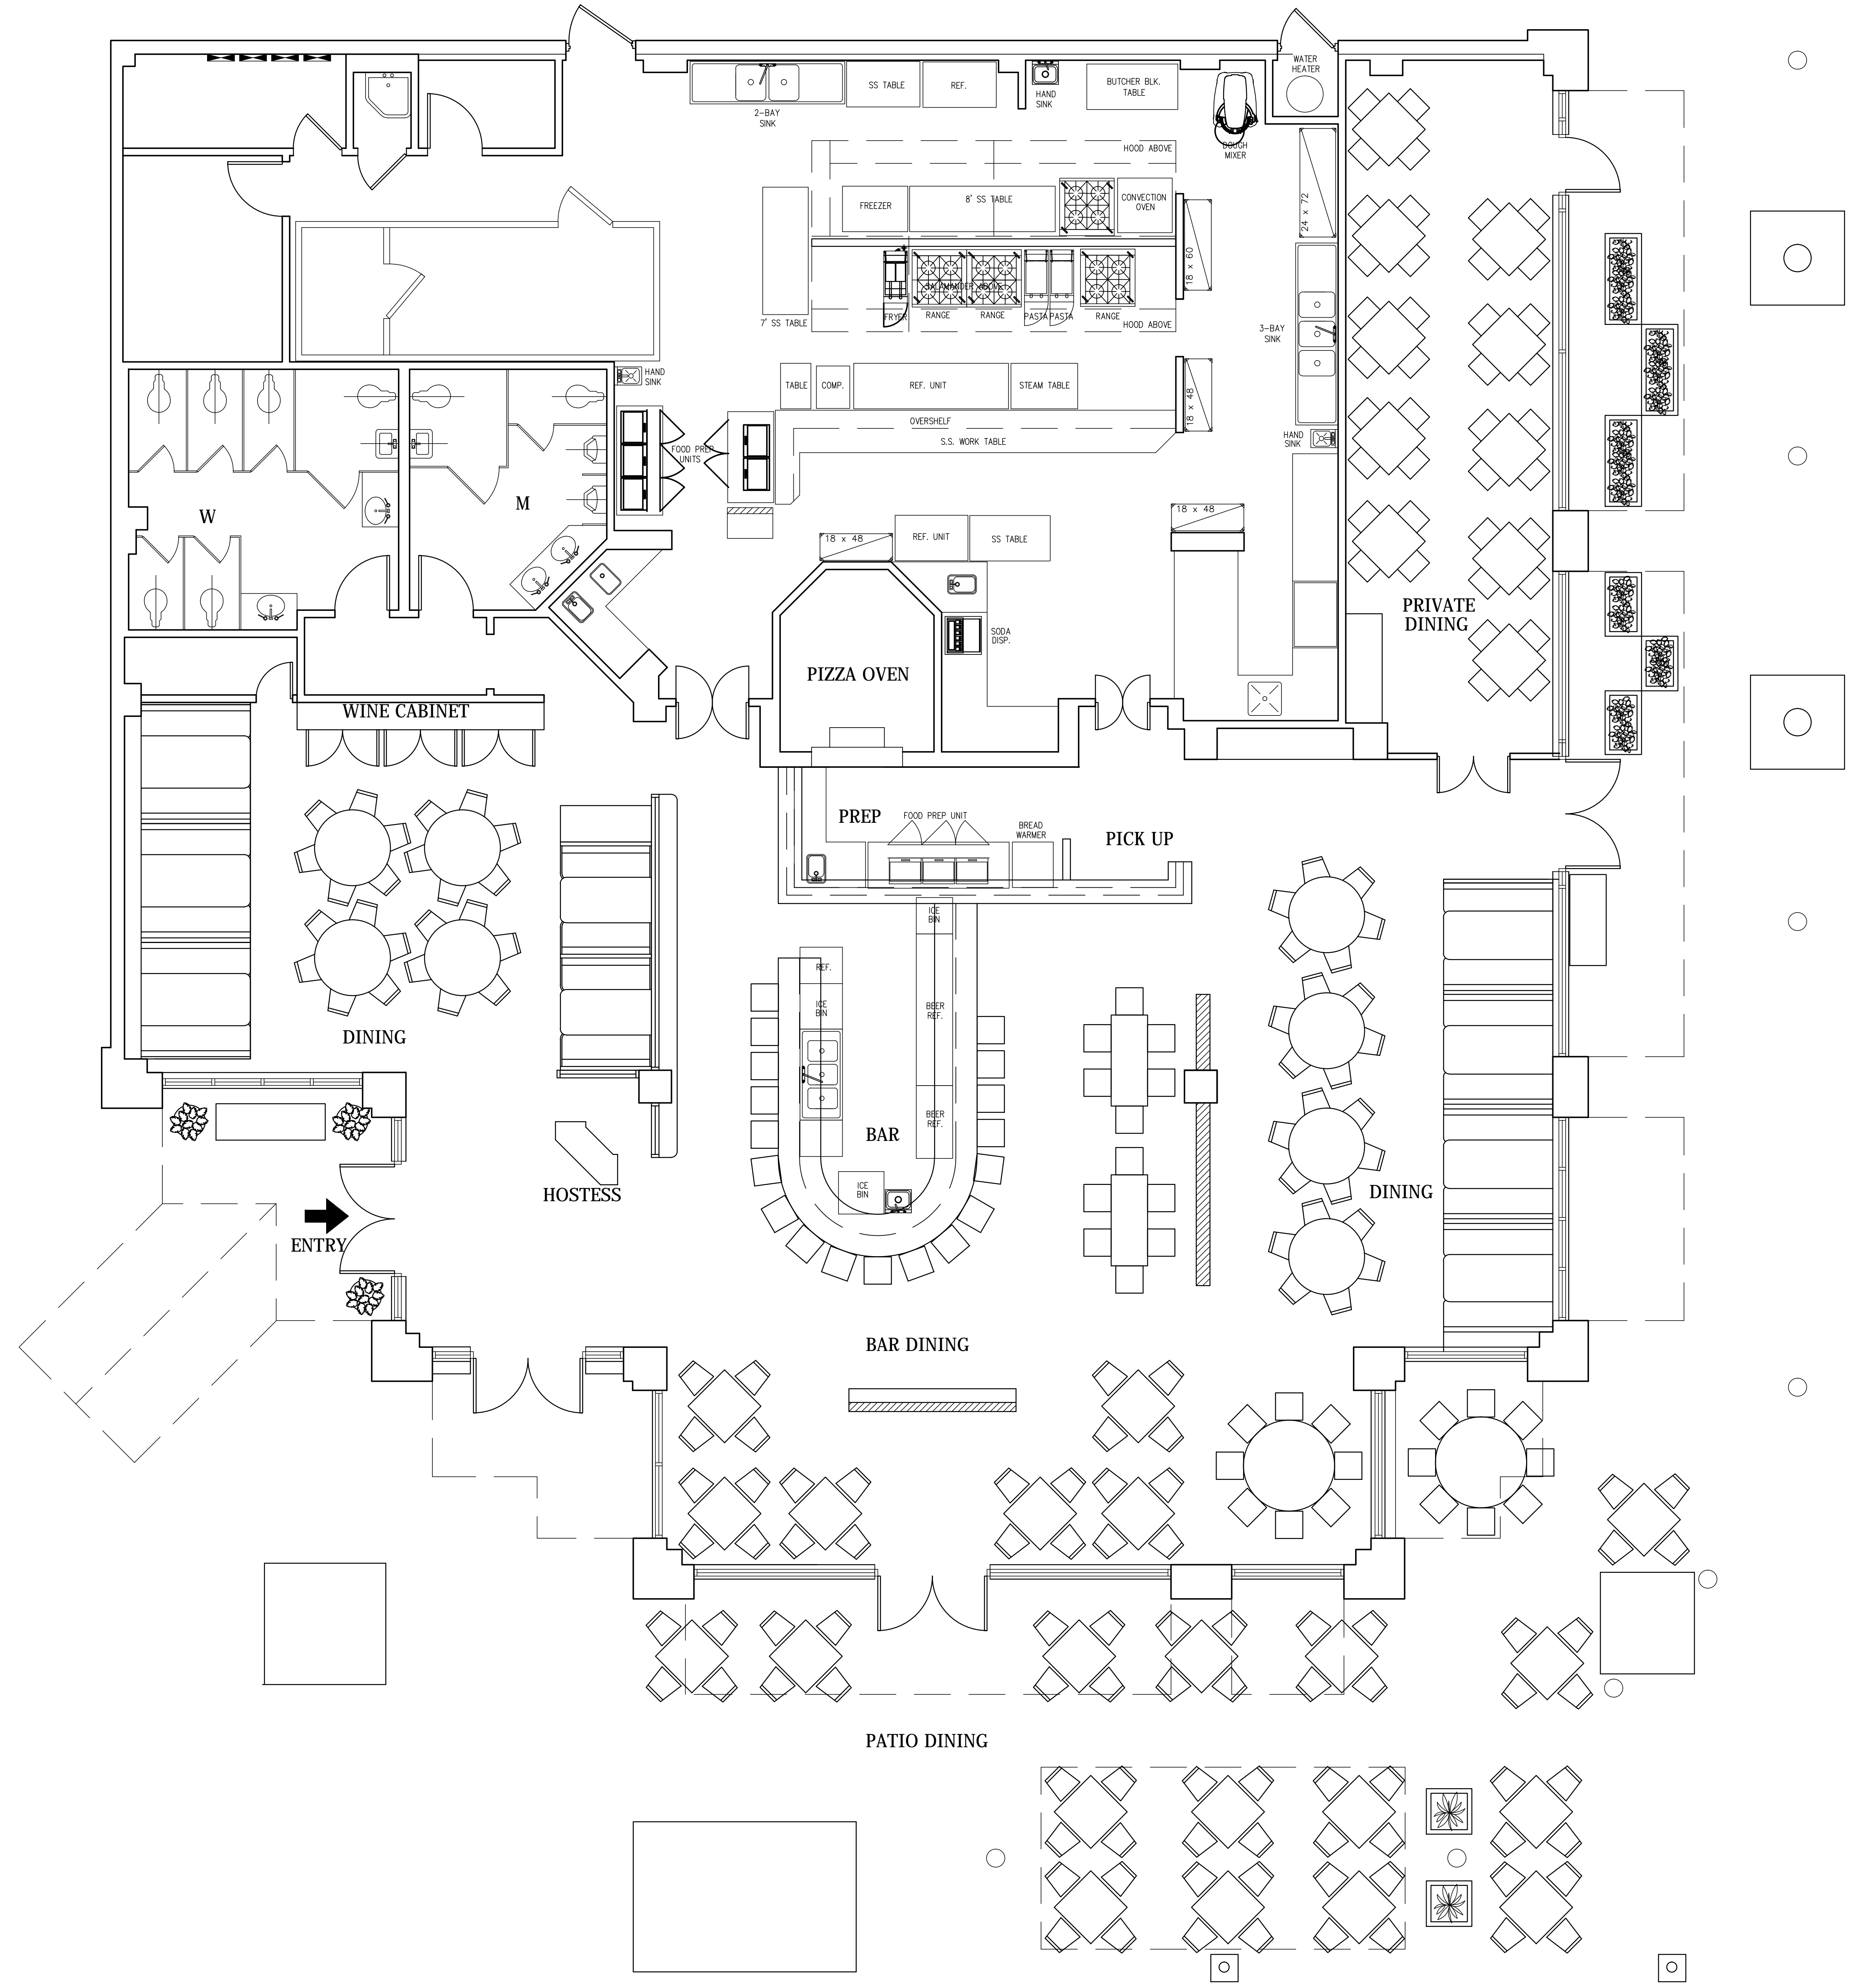 WATER
HEATER
SS TABLE
REF.
HAND
SINK
BUTCHER BLK.
TABLE
2-BAY
SINK
DOUGH
MIXER
HOOD ABOVE
24 x 72
FREEZER
8' SS TABLE
CONVECTION
OVEN
18 x 60
SALAMANDER ABOVE
FRYER
RANGE
RANGE
PASTA
PASTA
RANGE
HOOD ABOVE
7' SS TABLE
3-BAY
SINK
HAND
SINK
TABLE
COMP.
REF. UNIT
STEAM TABLE
18 x 48
OVERSHELF
S.S. WORK TABLE
HAND
SINK
FOOD PREP
UNITS
W
M
18 x 48
18 x 48
REF. UNIT
SS TABLE
PRIVATE
DINING
SODA
DISP.
PIZZA OVEN
WINE CABINET
PREP
FOOD PREP UNIT
BREAD
WARMER
PICK UP
ICE
BIN
REF.
ICE
BIN
BEER
REF.
DINING
BEER
REF.
BAR
ICE
BIN
HOSTESS
DINING
ENTRY
BAR DINING
PATIO DINING